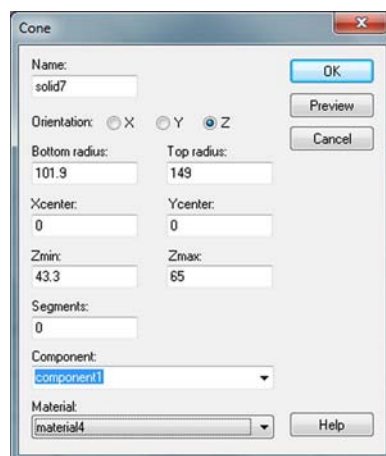 Cone
Name:
OK
solid7
Preview
Orientation: X Y Z
Cancel
Bottom radius: Top radius:
101.9 149
Xcenter: Ycenter:
0 0
Zmin: Zmax:
43.3 65
Segments:
0
Component:
component1
Material:
material4 Help